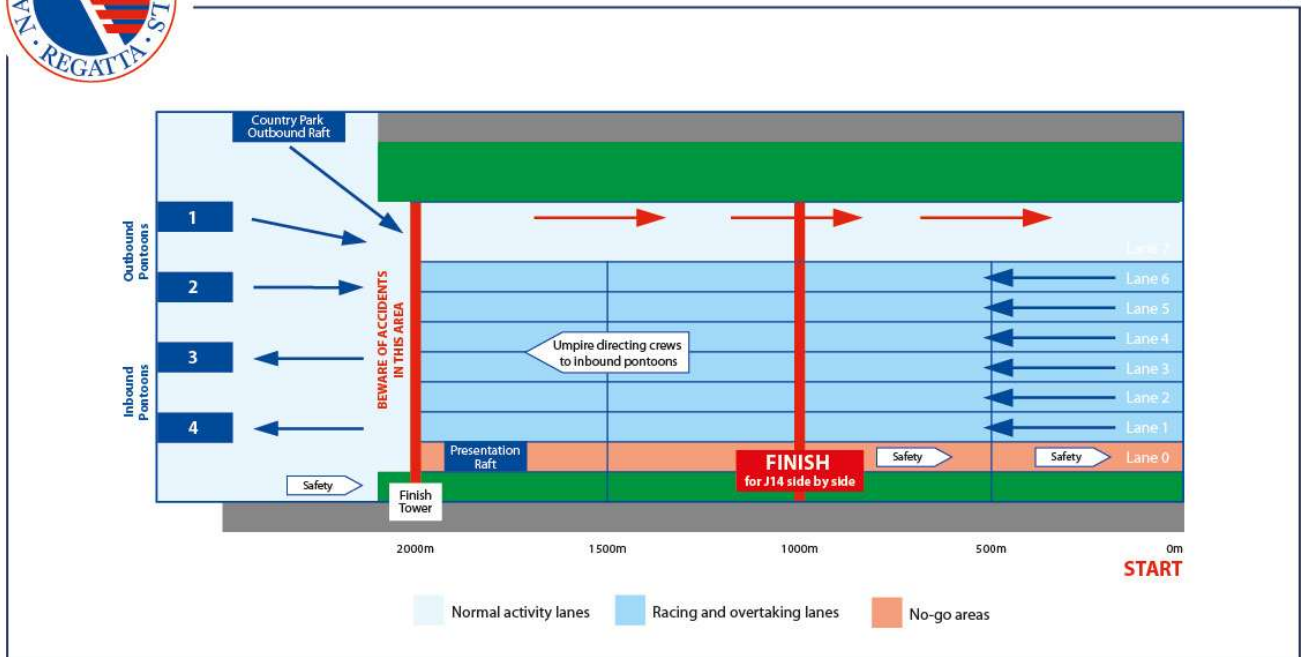 REGATTA
Country Park
Outbound Raft
1
Outbound
Pontoons
2
3
Inbound
Pontoons
4
BEWARE OF ACCIDENTS
IN THIS AREA
Umpire directing crews
to inbound pontoons
Lane 7
Lane 6
Lane 5
Lane 4
Lane 3
Lane 2
Lane 1
Lane 0
Presentation
Raft
FINISH
for J14 side by side
Safety
Safety
Safety
Finish
Tower
2000m
1500m
1000m
500m
0m
START
Normal activity lanes
Racing and overtaking lanes
No-go areas